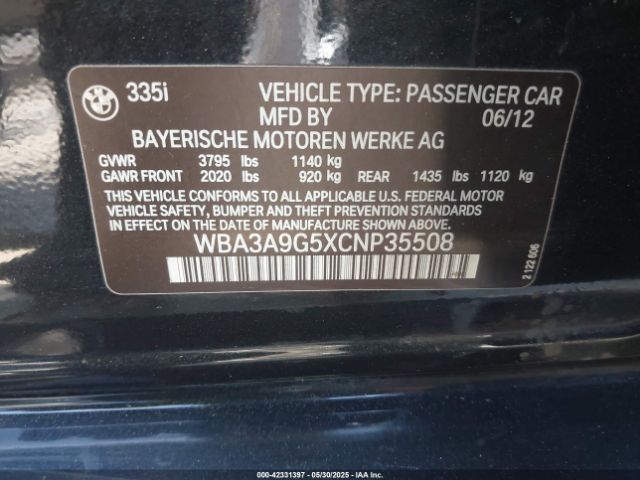 335i VEHICLE TYPE: PASSENGER CAR
MFD BY 06/12
BAYERISCHE MOTOREN WERKE AG
GVWR 3795 lbs 1140 kg
GAWR FRONT 2020 lbs 920 kg REAR 1435 lbs 1120 kg
THIS VEHICLE CONFORMS TO ALL APPLICABLE U.S. FEDERAL MOTOR
VEHICLE SAFETY, BUMPER AND THEFT PREVENTION STANDARDS
IN EFFECT ON THE DATE OF MANUFACTURE SHOWN ABOVE
WBA3A9G5XCNP35508
2 122 606
000-42331397 - 05/30/2025 - IAA Inc.